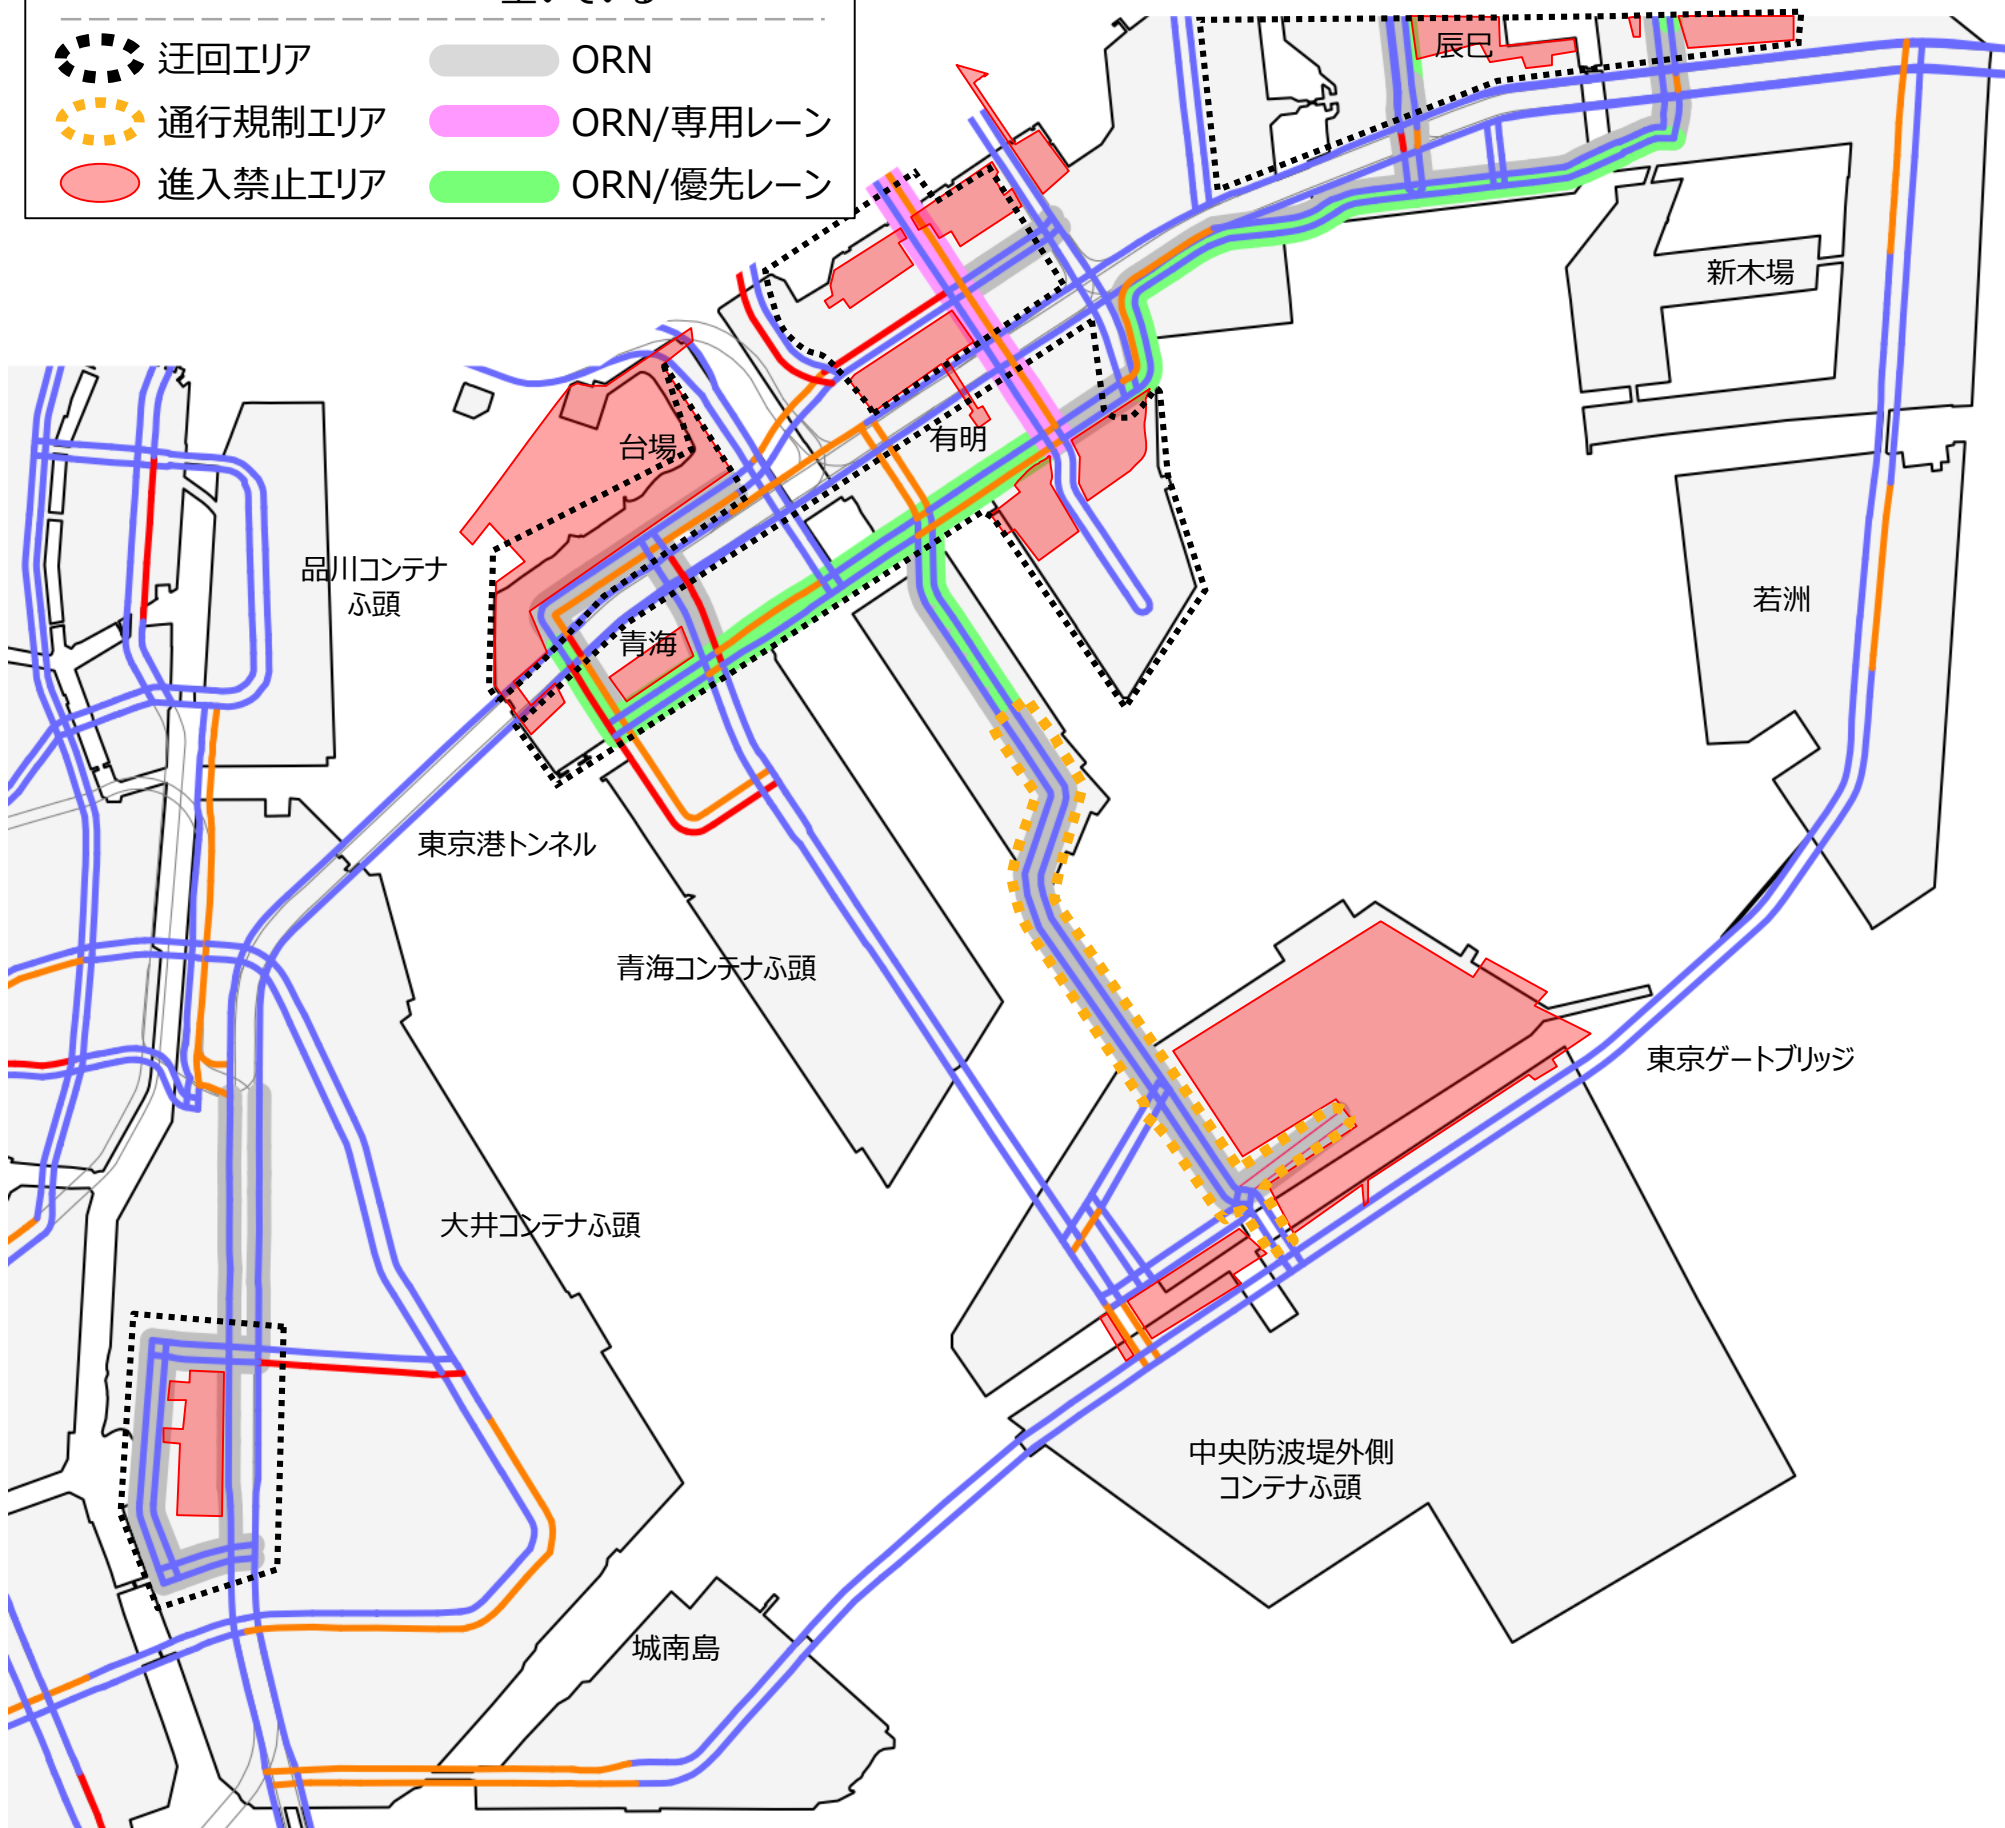 空いている
迂回エリア
ORN
通行規制エリア
ORN/専用レーン
進入禁止エリア
ORN/優先レーン
辰巳
新木場
有明
台場
品川コンテナ
ふ頭
若洲
青海
東京港トンネル
青海コンテナふ頭
東京ゲートブリッジ
大井コンテナふ頭
中央防波堤外側
コンテナふ頭
城南島